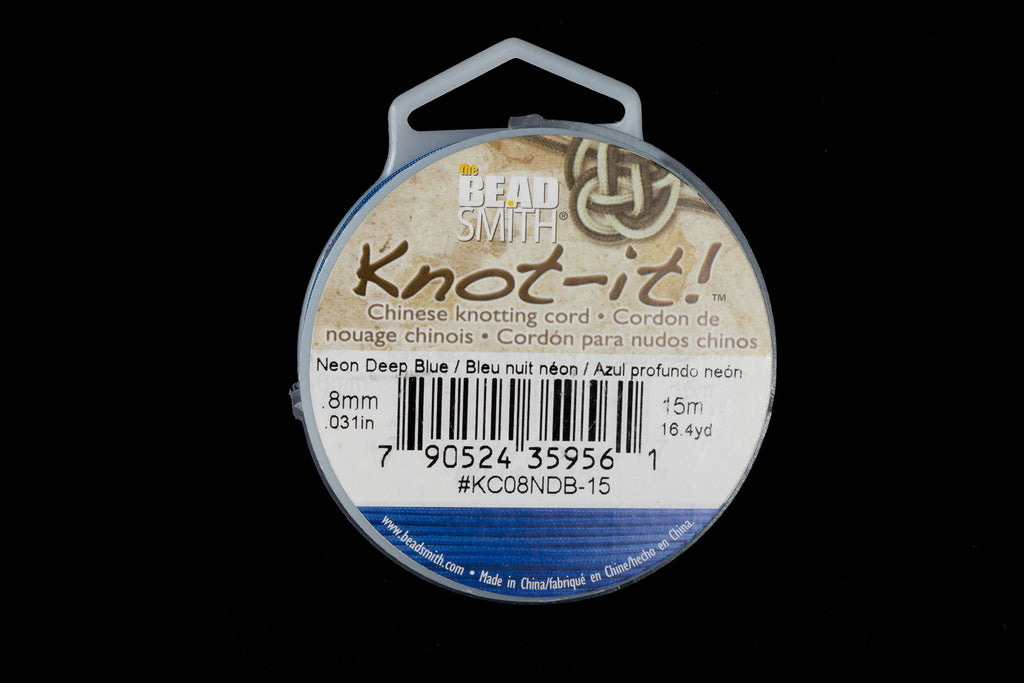 the
BEAD
SMITH®
Knot-it!™
Chinese knotting cord • Cordon de
nouage chinois • Cordón para nudos chinos
Neon Deep Blue / Bleu nuit néon / Azul profundo neón
.8mm
.031in
15m
16.4yd
7 90524 35956 1
#KC08NDB-15
www.beadsmith.com • Made in China/fabriqué en Chine/hecho en China.